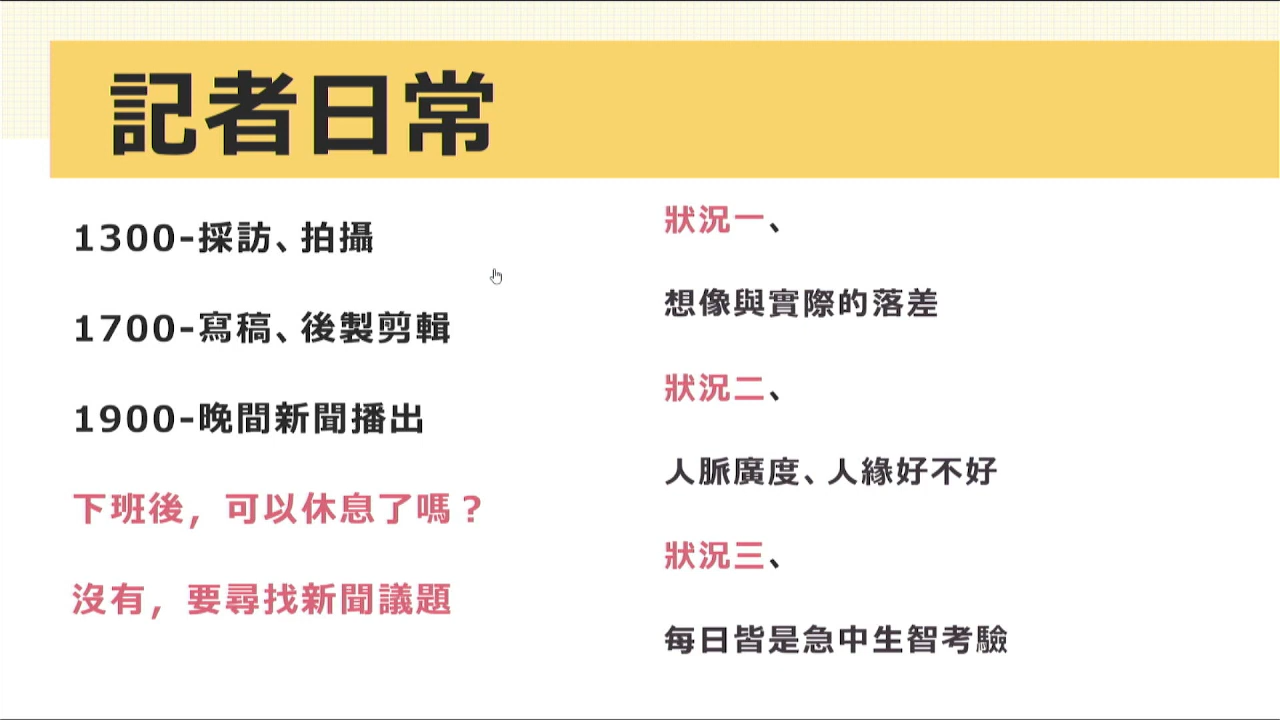 記者日常
1300-採訪、拍攝
1700-寫稿、後製剪輯
1900-晚間新聞播出
下班後，可以休息了嗎？
沒有，要尋找新聞議題
狀況一、
想像與實際的落差
狀況二、
人脈廣度、人緣好不好
狀況三、
每日皆是急中生智考驗